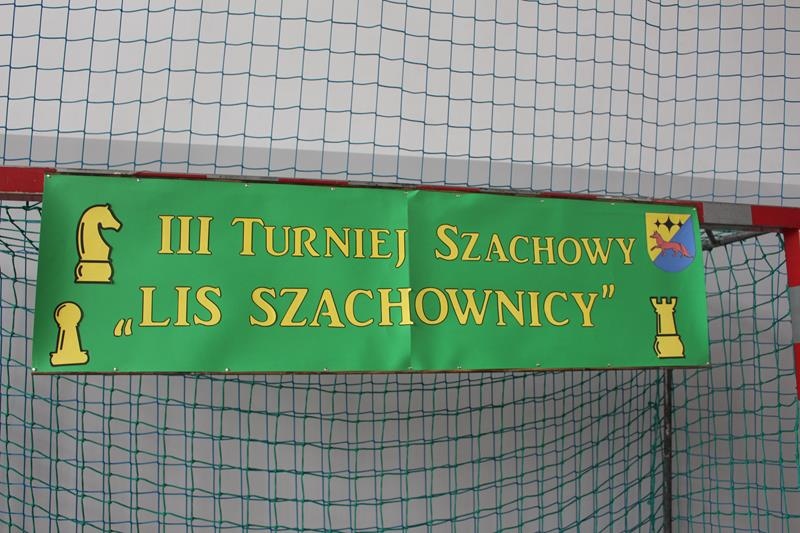 III TURNIEJ SZACHOWY
„LIS SZACHOWNICY”